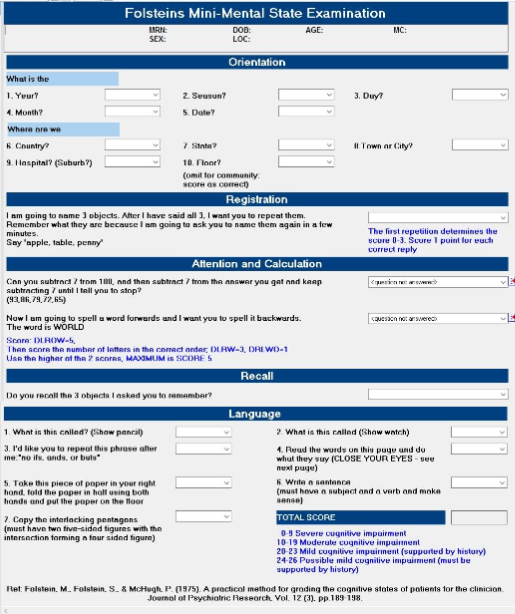 Folsteins Mini-Mental State Examination
MRN: DOB: AGE: MC:
SEX: LOC:
Orientation
What is the
1. Year? 2. Season? 3. Day?
4. Month? 5. Date?
Where are we
6. Country? 7. State? 8.Town or City?
9. Hospital? (Suburb?) 10. Floor?
(omit for community:
score as correct)
Registration
I am going to name 3 objects. After I have said all 3, I want you to repeat them.
Remember what they are because I am going to ask you to name them again in a few
minutes.
Say "apple, table, penny"
The first repetition determines the
score 0-3. Score 1 point for each
correct reply
Attention and Calculation
Can you subtract 7 from 100, and then subtract 7 from the answer you get and keep
subtracting 7 until I tell you to stop?
(93,86,79,72,65)
<question not answered>
Now I am going to spell a word forwards and I want you to spell it backwards.
The word is WORLD
<question not answered>
Score: DLROW=5,
Then score the number of letters in the correct order; DLRW=3, DRLWO=1
Use the higher of the 2 scores, MAXIMUM is SCORE 5
Recall
Do you recall the 3 objects I asked you to remember?
Language
1. What is this called? (Show pencil)
2. What is this called (Show watch)
3. I'd like you to repeat this phrase after
me:"no ifs, ands, or buts"
4. Read the words on this page and do
what they say (CLOSE YOUR EYES - see
next page)
5. Take this piece of paper in your right
hand, fold the paper in half using both
hands and put the paper on the floor
6. Write a sentence
(must have a subject and a verb and make
sense)
7. Copy the interlocking pentagons
(must have two five-sided figures with the
intersection forming a four sided figure)
TOTAL SCORE
0-9 Severe cognitive impairment
10-19 Moderate cognitive impairment
20-23 Mild cognitive impairment (supported by history)
24-26 Possible mild cognitive impairment (must be
supported by history)
Ref: Folstein, M., Folstein, S., & McHugh, P. (1975). A practical method for grading the cognitive states of patients for the clinician.
Journal of Psychiatric Research, Vol. 12 (3), pp.189-198.